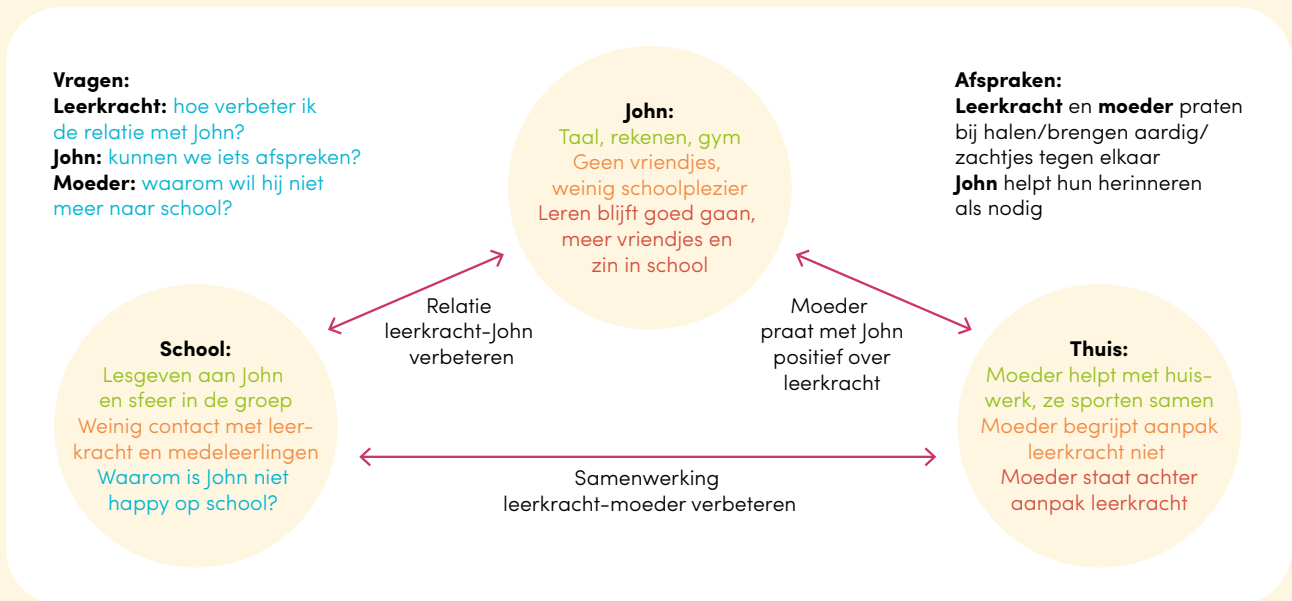 Vragen:
Leerkracht: hoe verbeter ik
de relatie met John?
John: kunnen we iets afspreken?
Moeder: waarom wil hij niet
meer naar school?
John:
Taal, rekenen, gym
Geen vriendjes,
weinig schoolplezier
Leren blijft goed gaan,
meer vriendjes en
zin in school
Afspraken:
Leerkracht en moeder praten
bij halen/brengen aardig/
zachtjes tegen elkaar
John helpt hun herinneren
als nodig
Relatie
leerkracht-John
verbeteren
Moeder
praat met John
positief over
leerkracht
School:
Lesgeven aan John
en sfeer in de groep
Weinig contact met leer-
kracht en medeleerlingen
Waarom is John niet
happy op school?
Samenwerking
leerkracht-moeder verbeteren
Thuis:
Moeder helpt met huis-
werk, ze sporten samen
Moeder begrijpt aanpak
leerkracht niet
Moeder staat achter
aanpak leerkracht